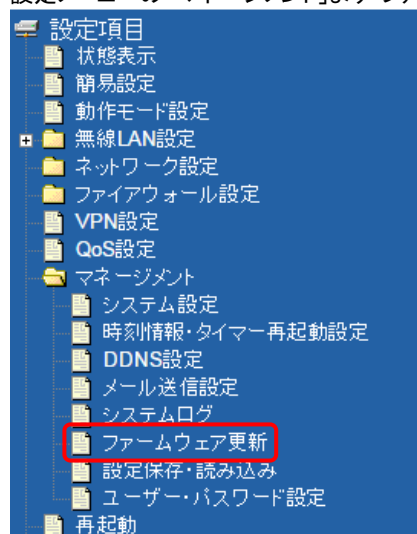 設定項目
状態表示
簡易設定
動作モード設定
無線LAN設定
ネットワーク設定
ファイアウォール設定
VPN設定
QoS設定
マネージメント
システム設定
時刻情報・タイマー再起動設定
DDNS設定
メール送信設定
システムログ
ファームウェア更新
設定保存・読み込み
ユーザー・パスワード設定
再起動